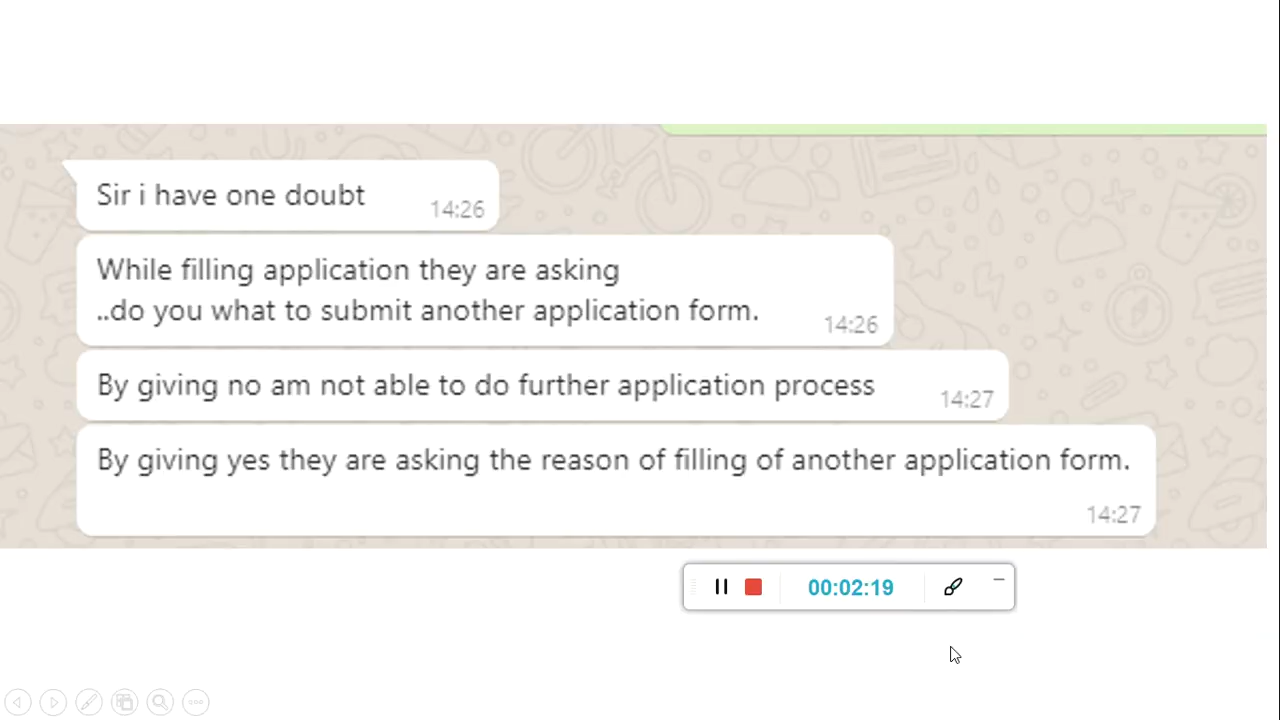 Sir i have one doubt
14:26
While filling application they are asking
..do you what to submit another application form.
14:26
By giving no am not able to do further application process
14:27
By giving yes they are asking the reason of filling of another application form.
14:27
00:02:19